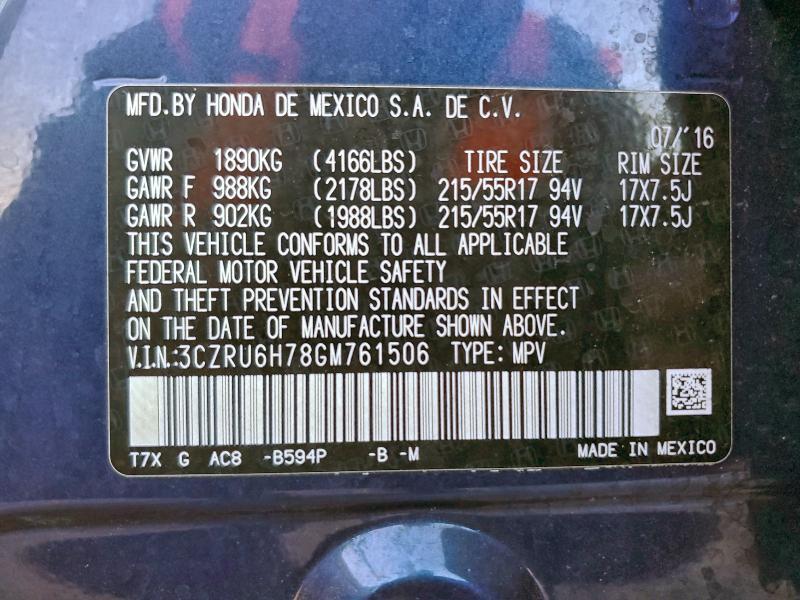 MFD.BY HONDA DE MEXICO S.A. DE C.V.
07/'16
GVWR 1890KG (4166LBS) TIRE SIZE RIM SIZE
GAWR F 988KG (2178LBS) 215/55R17 94V 17X7.5J
GAWR R 902KG (1988LBS) 215/55R17 94V 17X7.5J
THIS VEHICLE CONFORMS TO ALL APPLICABLE
FEDERAL MOTOR VEHICLE SAFETY
AND THEFT PREVENTION STANDARDS IN EFFECT
ON THE DATE OF MANUFACTURE SHOWN ABOVE.
V.I.N:3CZRU6H78GM761506 TYPE: MPV
T7X G AC8 -B594P -B -M MADE IN MEXICO